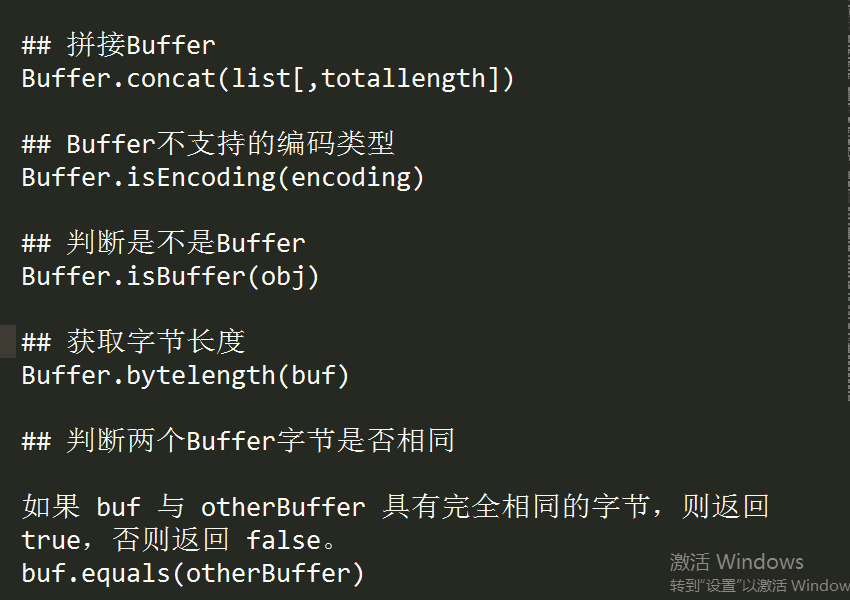 ## 拼接Buffer
Buffer.concat(list[,totallength])
## Buffer不支持的编码类型
Buffer.isEncoding(encoding)
## 判断是不是Buffer
Buffer.isBuffer(obj)
## 获取字节长度
Buffer.bytelength(buf)
## 判断两个Buffer字节是否相同
如果 buf 与 otherBuffer 具有完全相同的字节，则返回
true，否则返回 false。
buf.equals(otherBuffer)
激活 Windows
转到“设置”以激活 Window